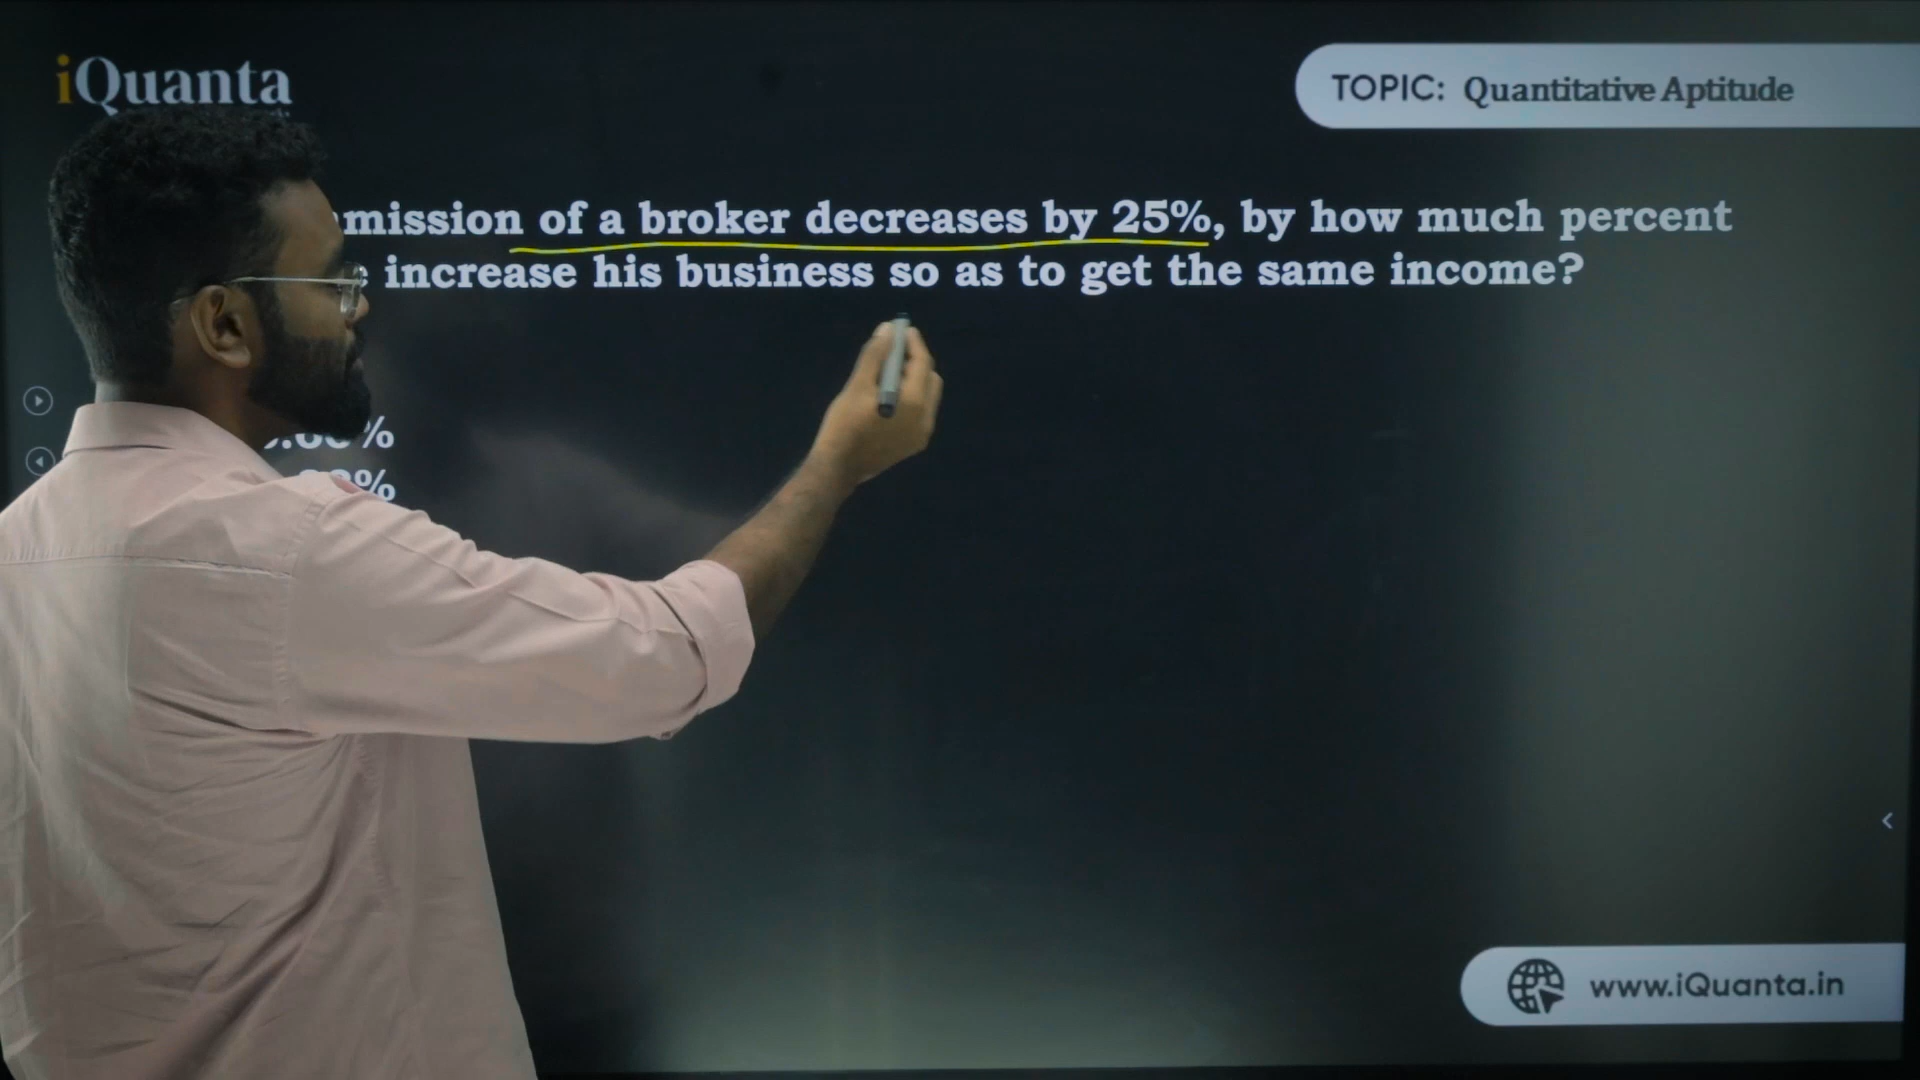 iQuanta
TOPIC: Quantitative Aptitude
of a broker decreases by 25%, by how much percent
increase his business so as to get the same income?
www.iQuanta.in